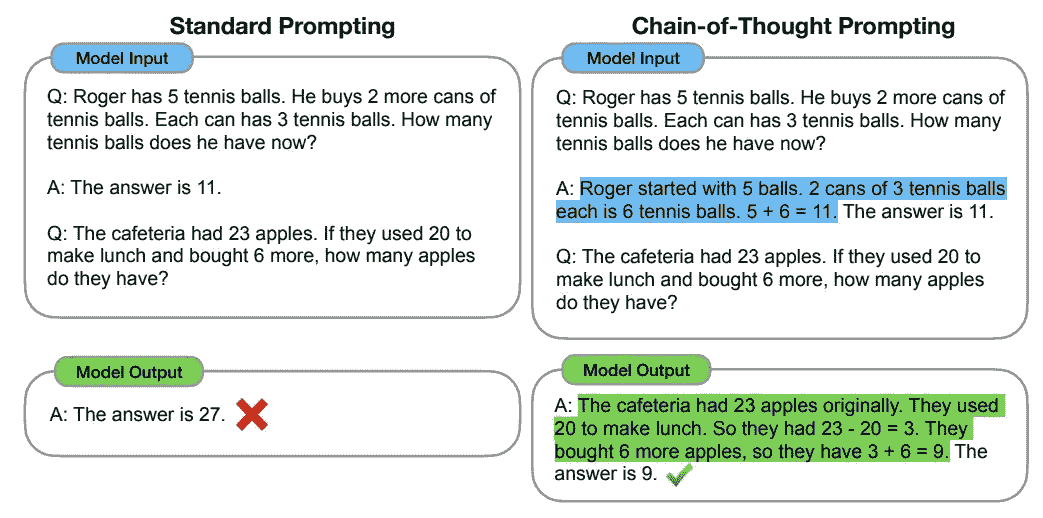 Standard Prompting
Model Input
Q: Roger has 5 tennis balls. He buys 2 more cans of
tennis balls. Each can has 3 tennis balls. How many
tennis balls does he have now?
A: The answer is 11.
Q: The cafeteria had 23 apples. If they used 20 to
make lunch and bought 6 more, how many apples
do they have?
Model Output
A: The answer is 27.
Chain-of-Thought Prompting
Model Input
Q: Roger has 5 tennis balls. He buys 2 more cans of
tennis balls. Each can has 3 tennis balls. How many
tennis balls does he have now?
A: Roger started with 5 balls. 2 cans of 3 tennis balls
each is 6 tennis balls. 5 + 6 = 11. The answer is 11.
Q: The cafeteria had 23 apples. If they used 20 to
make lunch and bought 6 more, how many apples
do they have?
Model Output
A: The cafeteria had 23 apples originally. They used
20 to make lunch. So they had 23 - 20 = 3. They
bought 6 more apples, so they have 3 + 6 = 9. The
answer is 9.